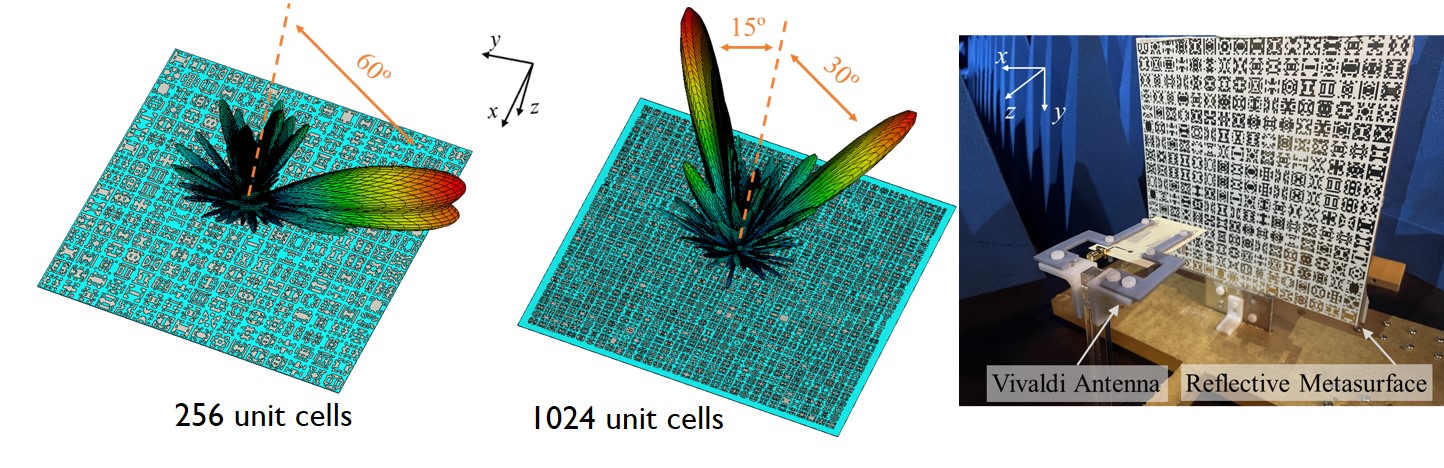 60º
y
x
z
256 unit cells
15º
30º
1024 unit cells
x
z
y
Vivaldi Antenna
Reflective Metasurface